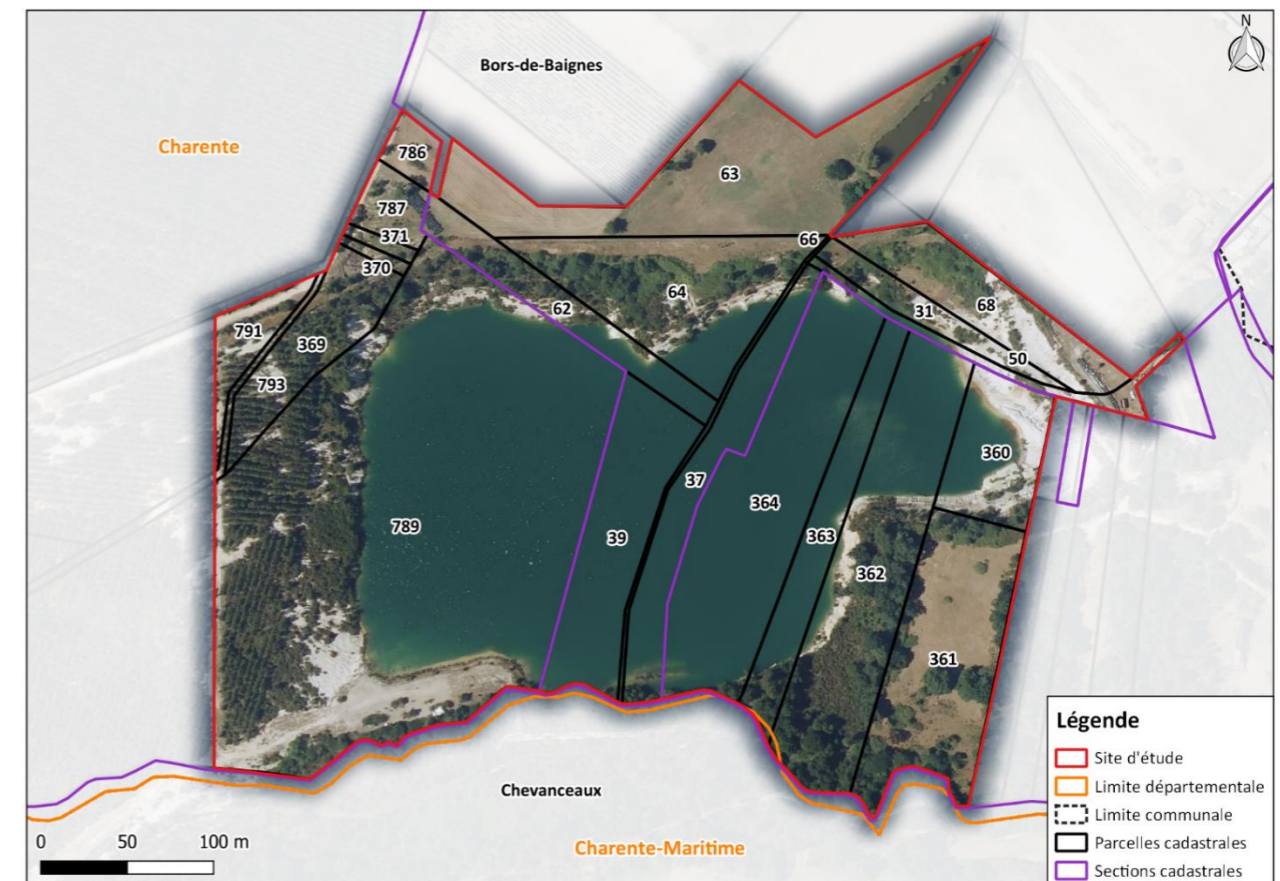 N
Bors-de-Baignes
Charente
786
63
787
371
66
370
64
62
31
68
791
369
50
793
360
37
364
789
39
363
362
361
Légende
Site d'étude
Limite départementale
Limite communale
Parcelles cadastrales
Sections cadastrales
Chevanceaux
Charente-Maritime
0 50 100 m